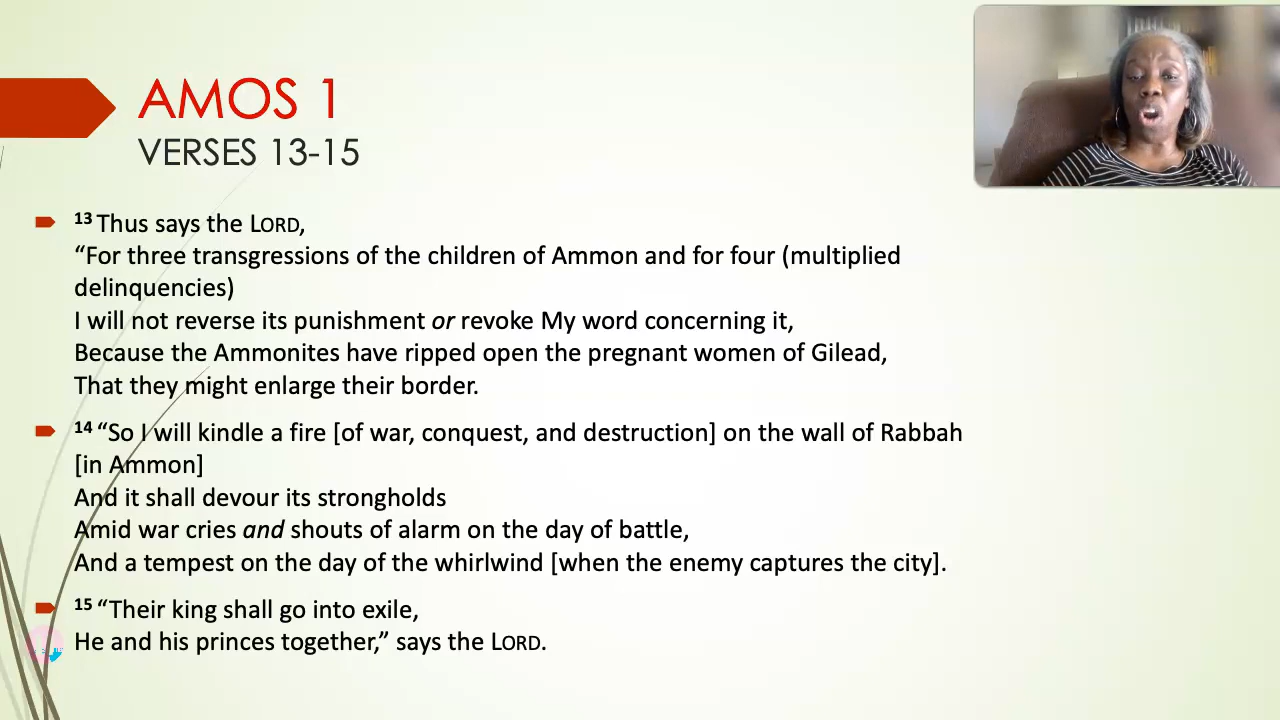 AMOS 1
VERSES 13-15
13 Thus says the LORD,
“For three transgressions of the children of Ammon and for four (multiplied
delinquencies)
I will not reverse its punishment or revoke My word concerning it,
Because the Ammonites have ripped open the pregnant women of Gilead,
That they might enlarge their border.
14 “So I will kindle a fire [of war, conquest, and destruction] on the wall of Rabbah
[in Ammon]
And it shall devour its strongholds
Amid war cries and shouts of alarm on the day of battle,
And a tempest on the day of the whirlwind [when the enemy captures the city].
15 “Their king shall go into exile,
He and his princes together,” says the LORD.